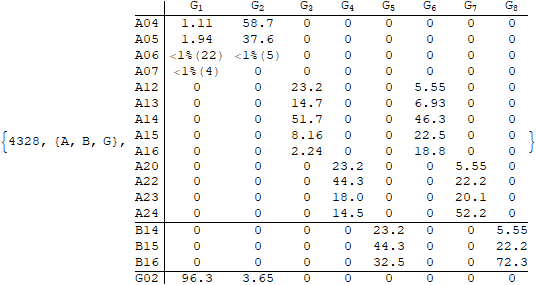 G₁ G₂ G₃ G₄ G₅ G₆ G₇ G₈
A04 1.11 58.7 0 0 0 0 0 0
A05 1.94 37.6 0 0 0 0 0 0
A06 <1%(22) <1%(5) 0 0 0 0 0 0
A07 <1%(4) 0 0 0 0 0 0 0
A12 0 0 23.2 0 0 5.55 0 0
A13 0 0 14.7 0 0 6.93 0 0
A14 0 0 51.7 0 0 46.3 0 0
{4328, {A, B, G}, A15 0 0 8.16 0 0 22.5 0 0 }
A16 0 0 2.24 0 0 18.8 0 0
A20 0 0 0 23.2 0 0 5.55 0
A22 0 0 0 44.3 0 0 22.2 0
A23 0 0 0 18.0 0 0 20.1 0
A24 0 0 0 14.5 0 0 52.2 0
B14 0 0 0 0 23.2 0 0 5.55
B15 0 0 0 0 44.3 0 0 22.2
B16 0 0 0 0 32.5 0 0 72.3
G02 96.3 3.65 0 0 0 0 0 0